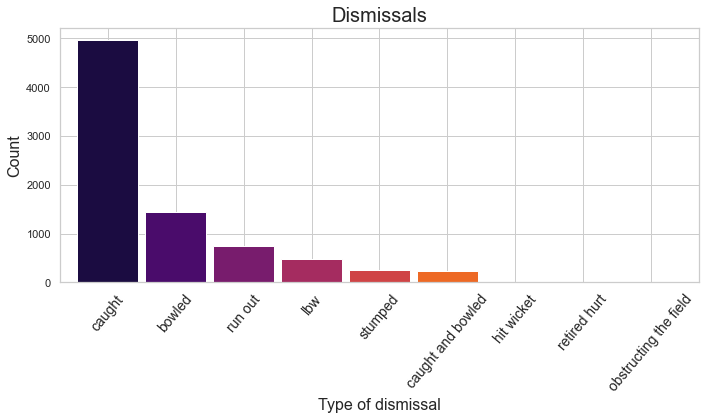 Dismissals
5000
4000
3000
2000
1000
0
Count
caught
bowled
run out
lbw
stumped
caught and bowled
hit wicket
retired hurt
obstructing the field
Type of dismissal